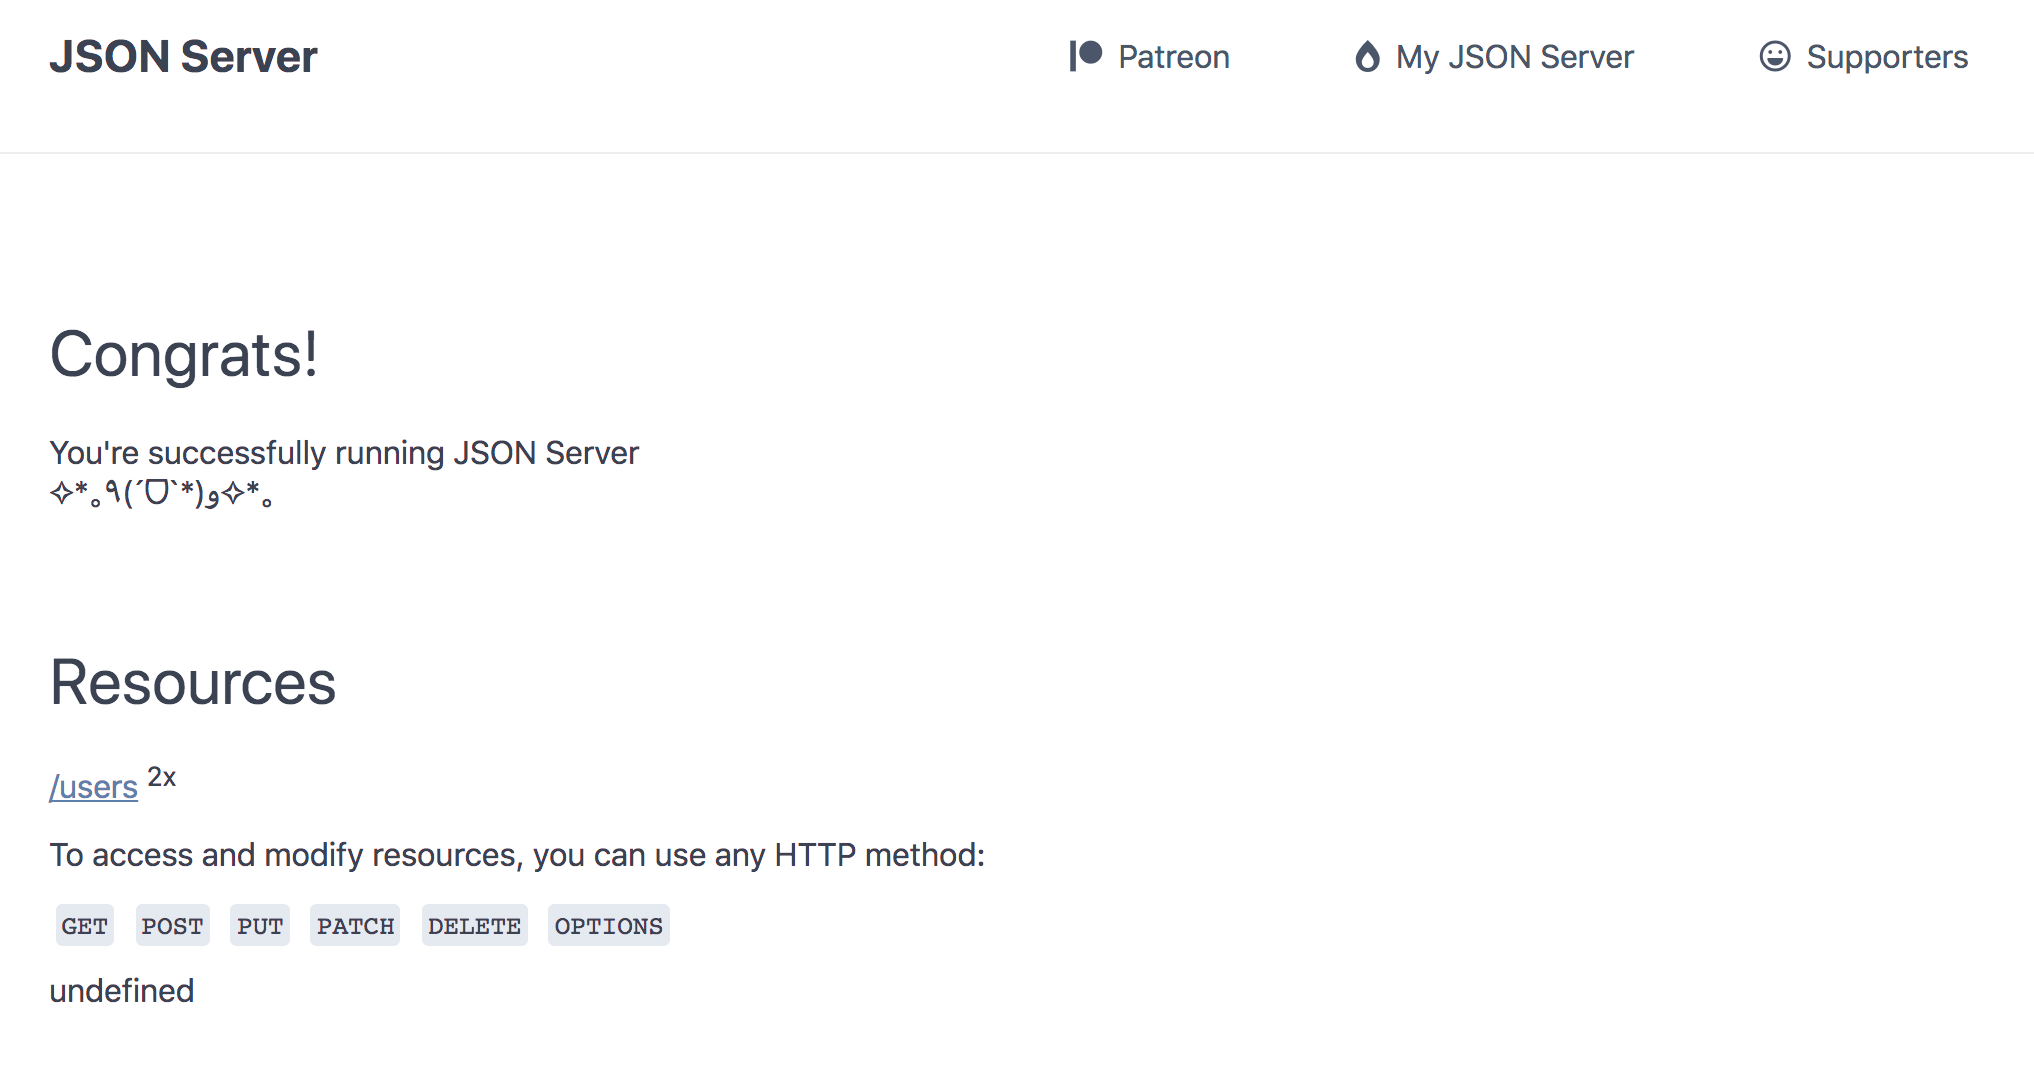 JSON Server
Patreon
My JSON Server
Supporters
Congrats!
You're successfully running JSON Server
✧*｡٩(ˊᗜˋ*)و✧*｡
Resources
/users 2x
To access and modify resources, you can use any HTTP method:
GET POST PUT PATCH DELETE OPTIONS
undefined